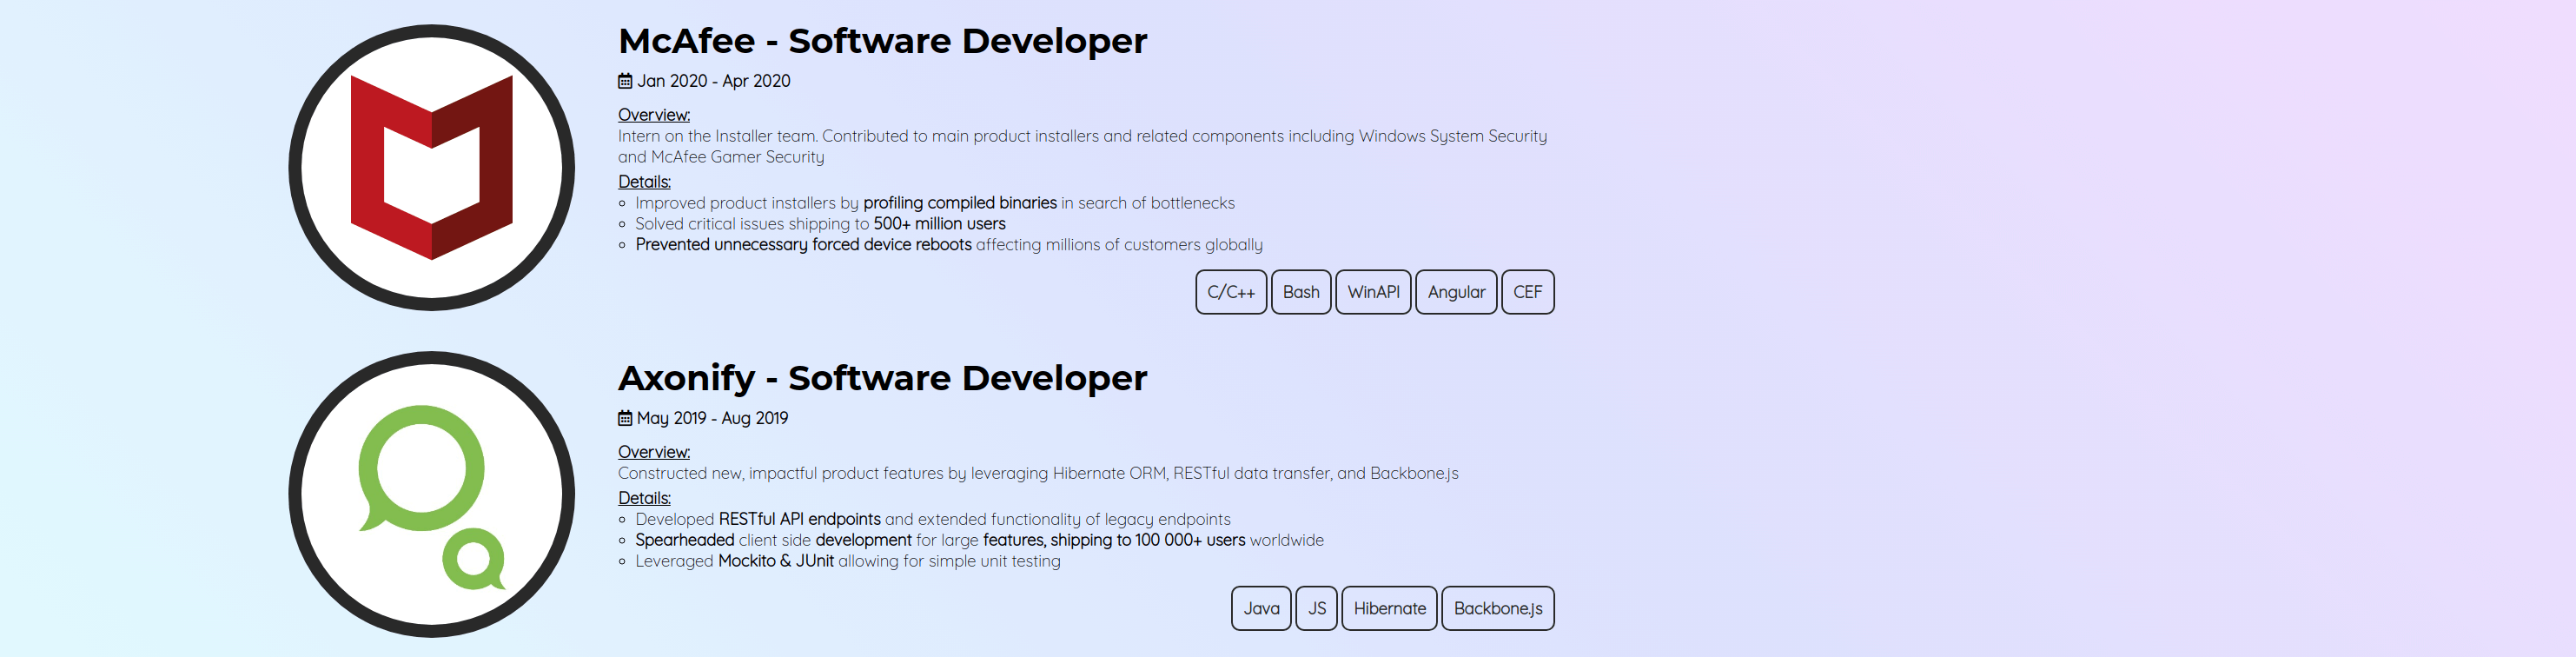 McAfee - Software Developer
Jan 2020 - Apr 2020
Overview:
Intern on the Installer team. Contributed to main product installers and related components including Windows System Security
and McAfee Gamer Security
Details:
Improved product installers by profiling compiled binaries in search of bottlenecks
Solved critical issues shipping to 500+ million users
Prevented unnecessary forced device reboots affecting millions of customers globally
C/C++ Bash WinAPI Angular CEF
Axonify - Software Developer
May 2019 - Aug 2019
Overview:
Constructed new, impactful product features by leveraging Hibernate ORM, RESTful data transfer, and Backbone.js
Details:
Developed RESTful API endpoints and extended functionality of legacy endpoints
Spearheaded client side development for large features, shipping to 100 000+ users worldwide
Leveraged Mockito & JUnit allowing for simple unit testing
Java JS Hibernate Backbone.js